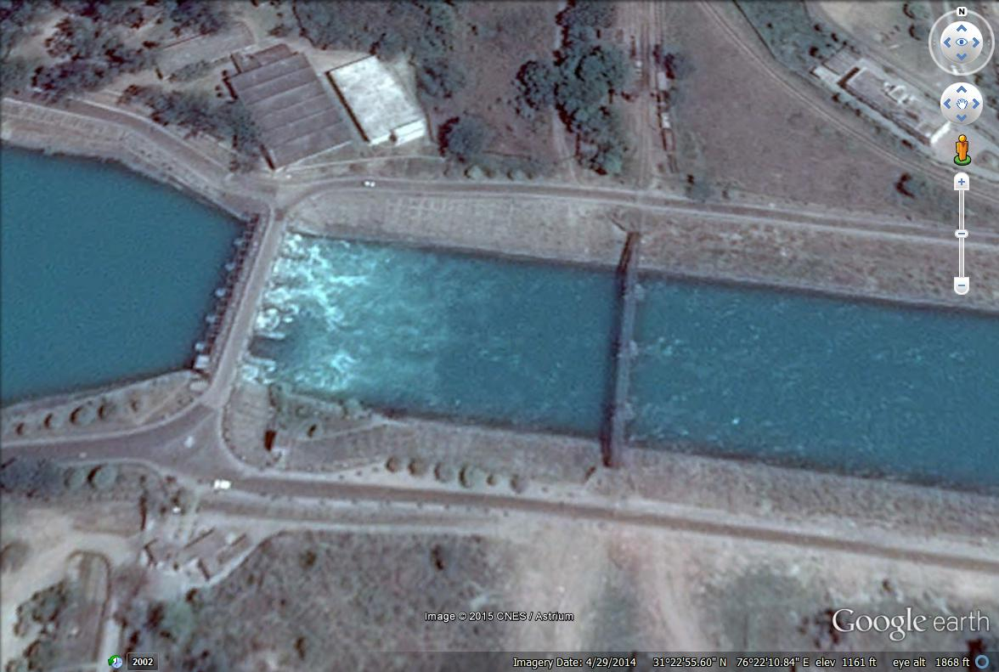 N
Image © 2015 CNES / Astrium
Google earth
2002
Imagery Date: 4/29/2014 31°22'55.60" N 76°22'10.84" E elev 1161 ft eye alt 1868 ft